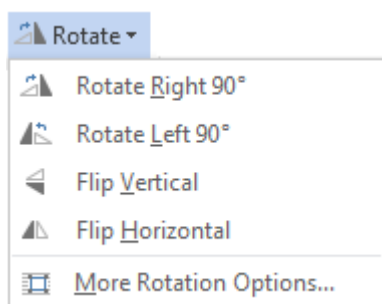 Rotate
Rotate Right 90°
Rotate Left 90°
Flip Vertical
Flip Horizontal
More Rotation Options...